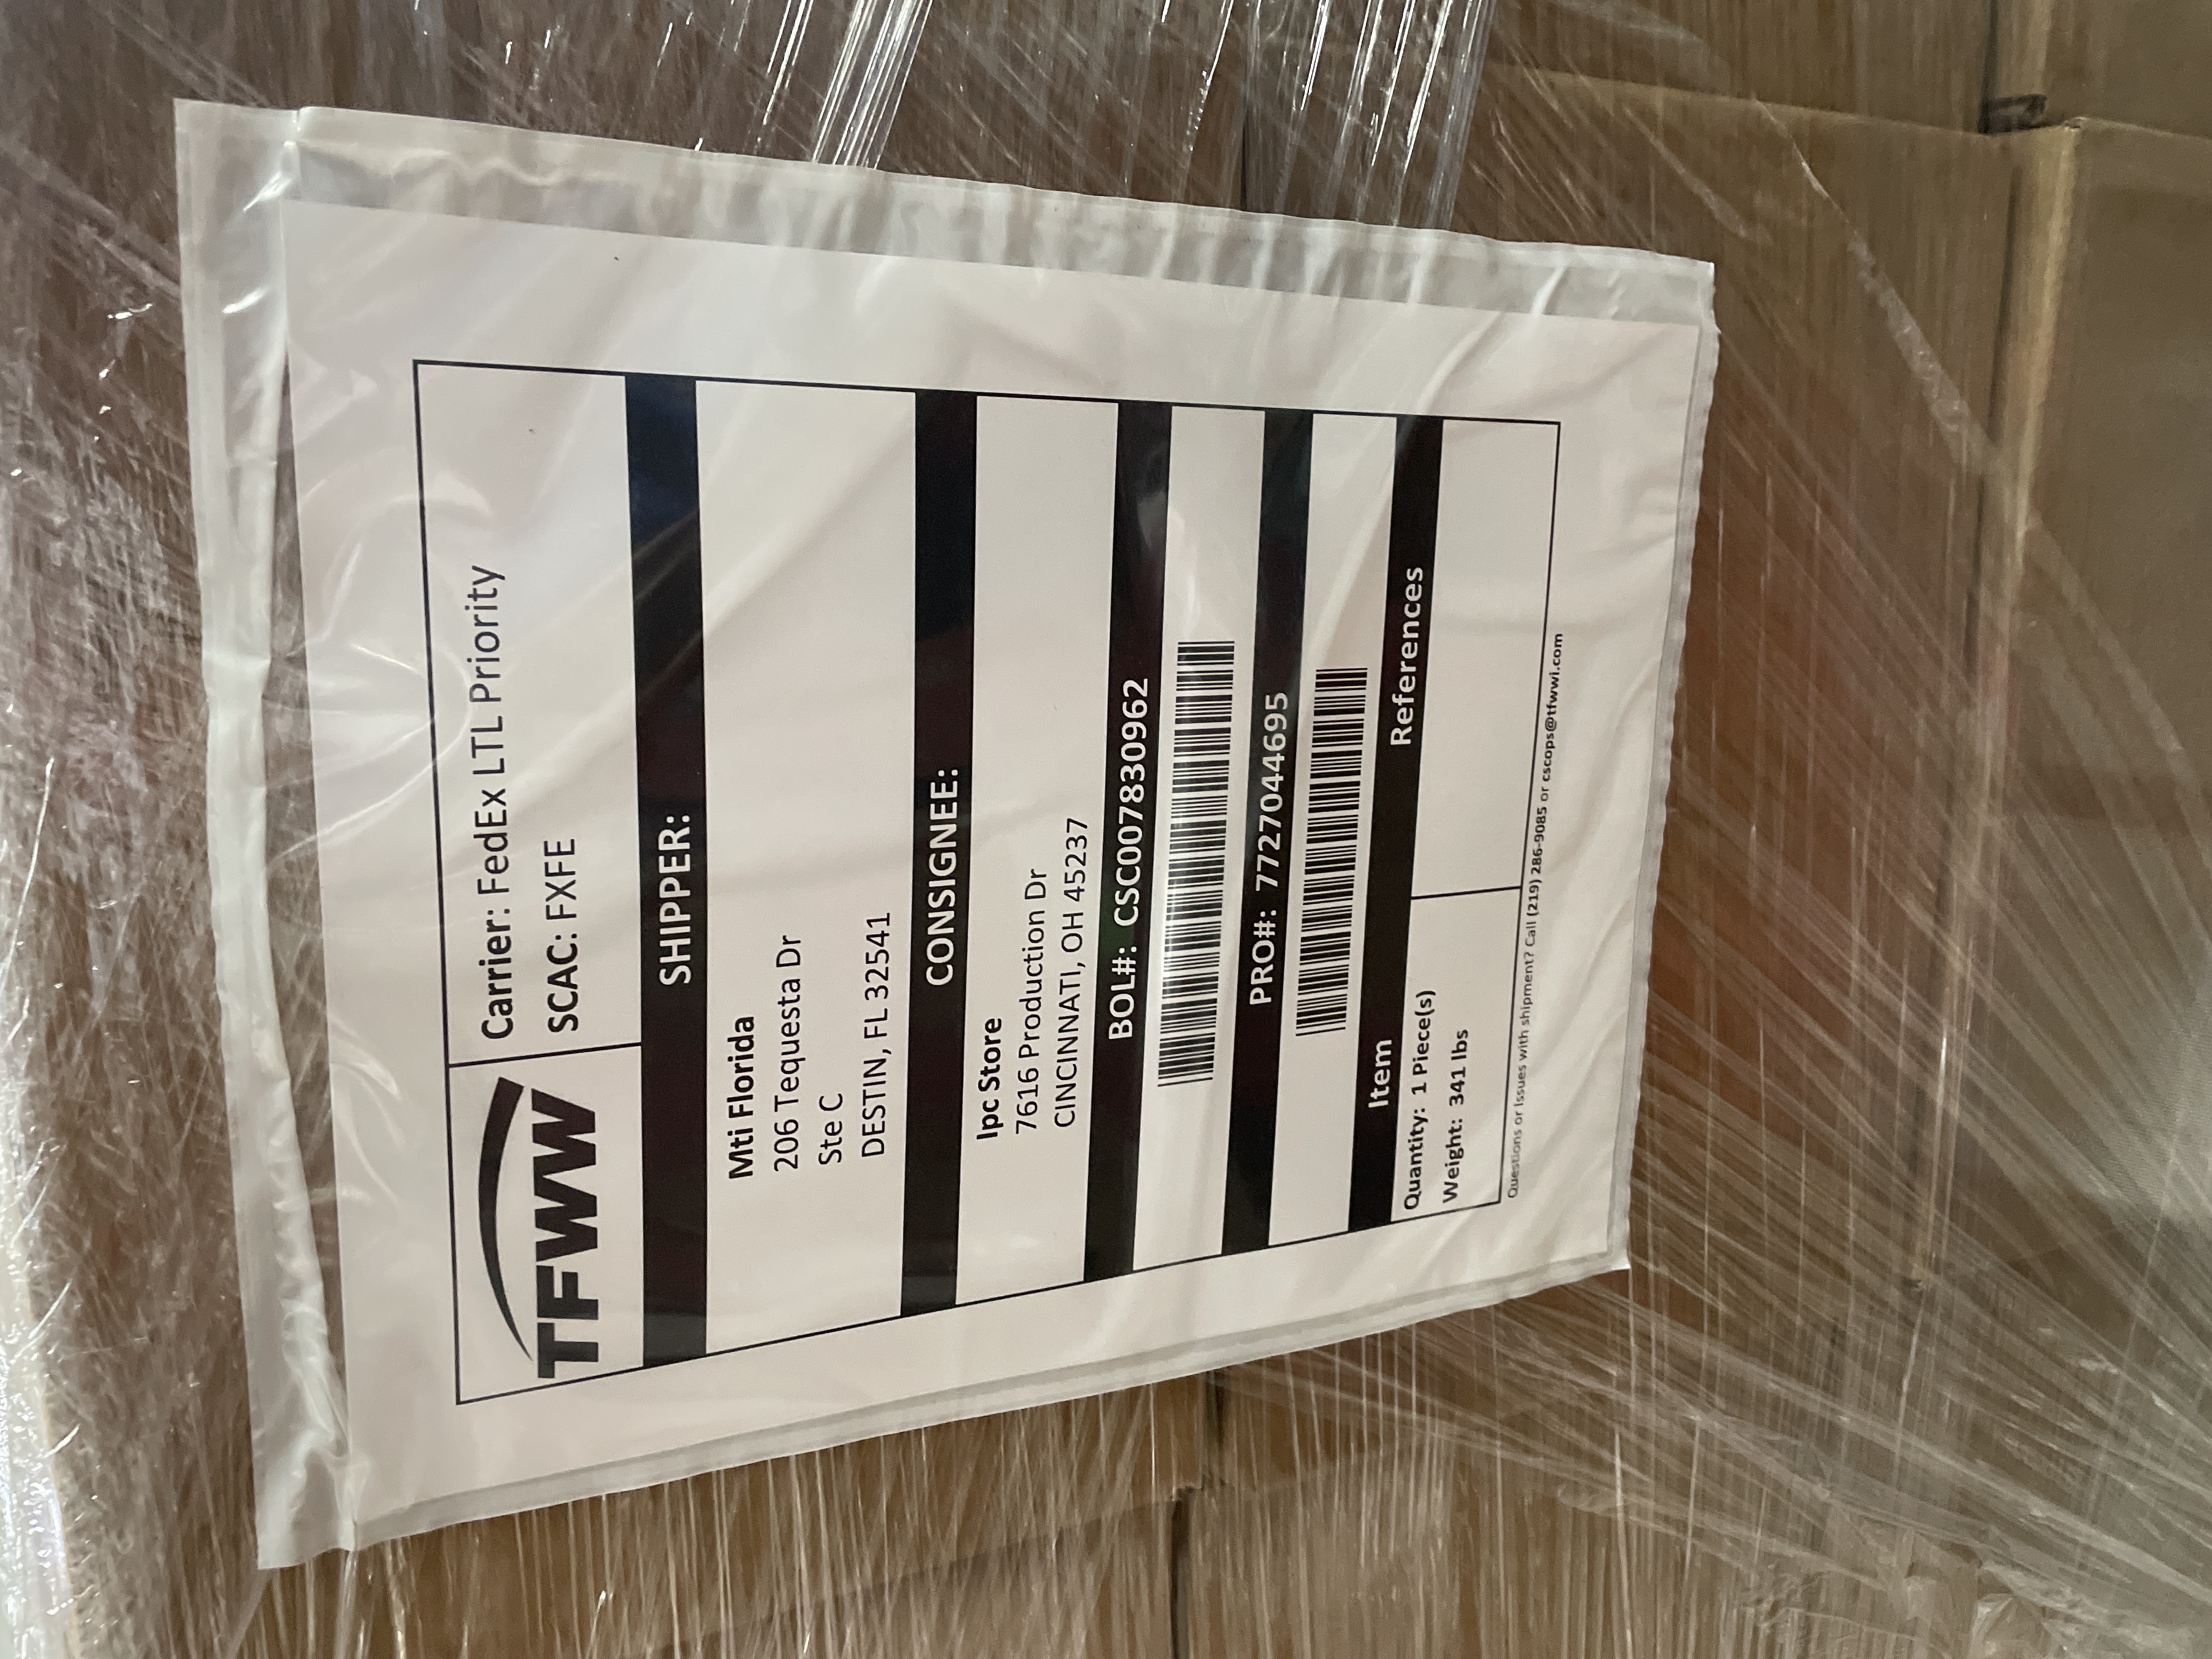 TFWW
Carrier: FedEx LTL Priority
SCAC: FXFE
SHIPPER:
Mti Florida
206 Tequesta Dr
Ste C
DESTIN, FL 32541
CONSIGNEE:
Ipc Store
7616 Production Dr
CINCINNATI, OH 45237
BOL#: CSC007830962
PRO#: 7727044695
Item
References
Quantity: 1 Piece(s)
Weight: 341 lbs
Questions or Issues with shipment? Call (219) 286-9085 or cscops@tfwwi.com